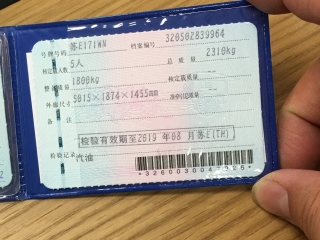 号牌号码 苏E171WN 档案编号 320502839964
核定载人数 5人 总质量 2310kg
整备质量 1800kg 核定载质量 --
外廓尺寸 5015×1874×1455mm 准牵引总质量 --
备注 --
检验有效期至2019年08月苏E(TH)
检验记录 汽油